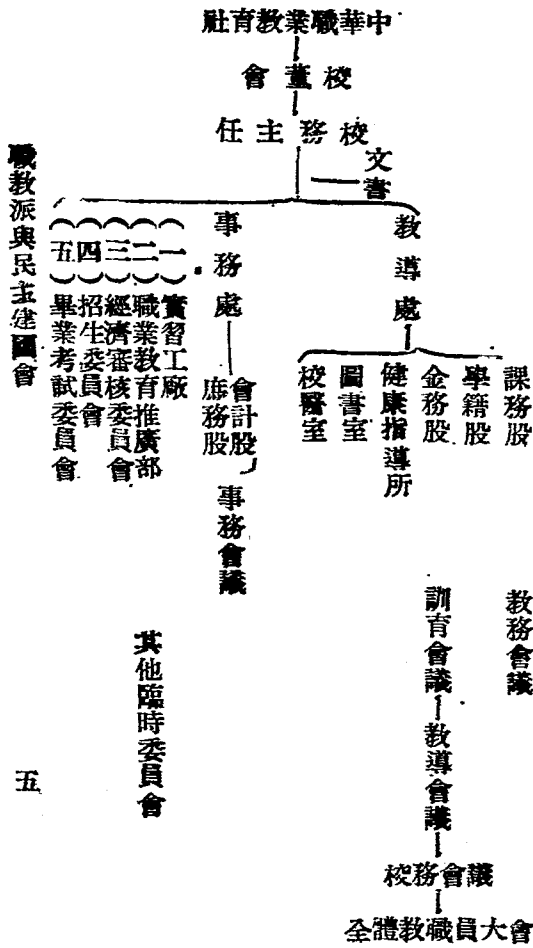 中華職業教育社
校董會
校務主任
文書
教導處
課務股
學籍股
金務股
健康指導所
圖書室
校醫室
教務會議
訓育會議
教導會議
校務會議
全體教職員大會
事務處
會計股
庶務股
事務會議
(一)實習工廠
(二)職業教育推廣部
(三)經濟審核委員會
(四)招生委員會
(五)畢業考試委員會
其他臨時委員會
職教派與民主建國會
五